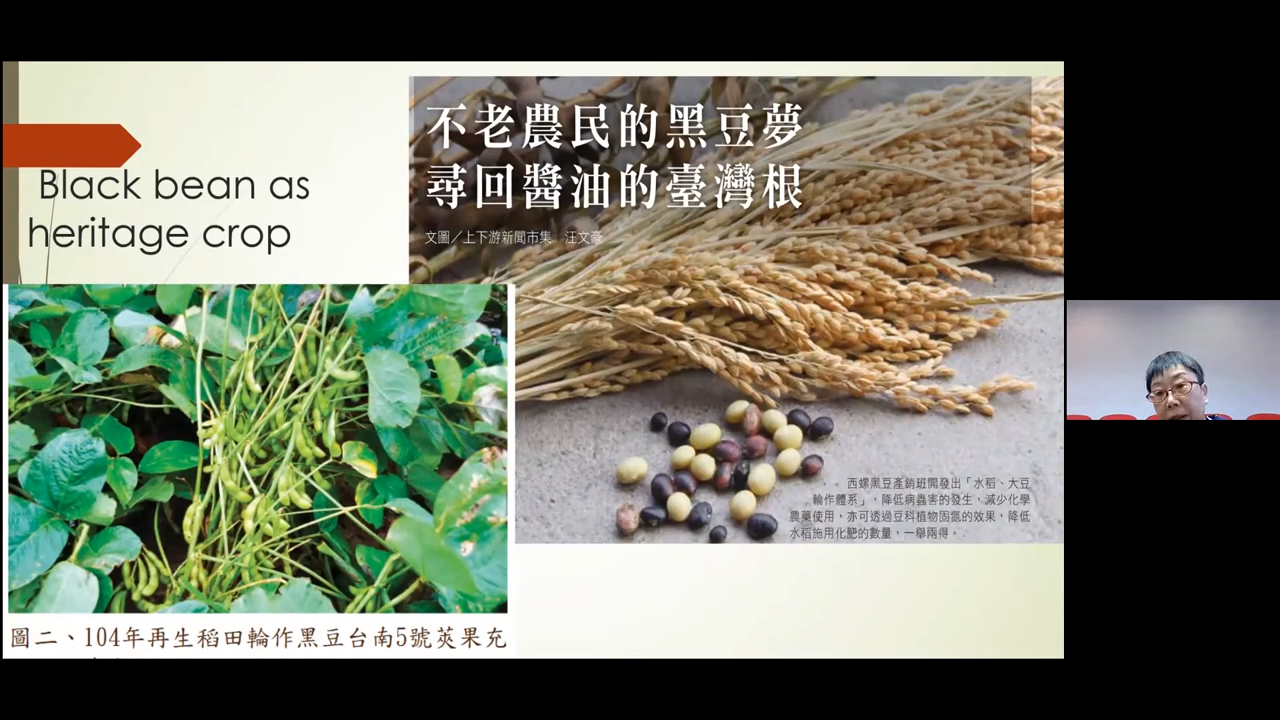 Black bean as
heritage crop
不老農民的黑豆夢
尋回醬油的臺灣根
文圖／上下游新聞市集 汪文豪
西螺黑豆產銷班開發出「水稻、大豆
輪作體系」，降低病蟲害的發生，減少化學
農藥使用，亦可透過豆科植物固氮的效果，降低
水稻施用化肥的數量，一舉兩得。
圖二、104年再生稻田輪作黑豆台南5號莢果充